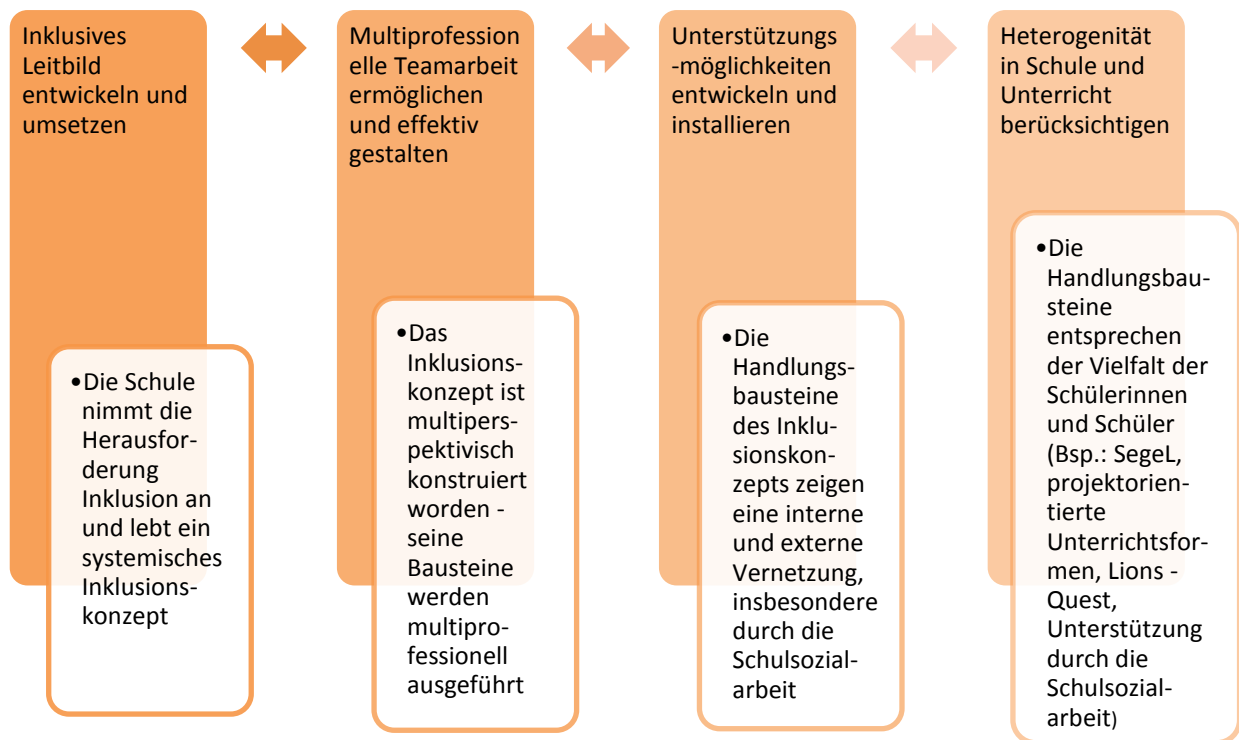 Inklusives
Leitbild
entwickeln und
umsetzen
•Die Schule
nimmt die
Herausfor-
derung
Inklusion an
und lebt ein
systemisches
Inklusions-
konzept
Multiprofession
elle Teamarbeit
ermöglichen
und effektiv
gestalten
•Das
Inklusions-
konzept ist
multipers-
pektivisch
konstruiert
worden -
seine
Bausteine
werden
multipro-
fessionell
ausgeführt
Unterstützungs
-möglichkeiten
entwickeln und
installieren
•Die
Handlungs-
bausteine
des Inklu-
sionskon-
zepts zeigen
eine interne
und externe
Vernetzung,
insbesondere
durch die
Schulsozial-
arbeit
Heterogenität
in Schule und
Unterricht
berücksichtigen
•Die
Handlungsbau-
steine
entsprechen
der Vielfalt der
Schülerinnen
und Schüler
(Bsp.: SegeL,
projektorien-
tierte
Unterrichtsfor-
men, Lions -
Quest,
Unterstützung
durch die
Schulsozial-
arbeit)